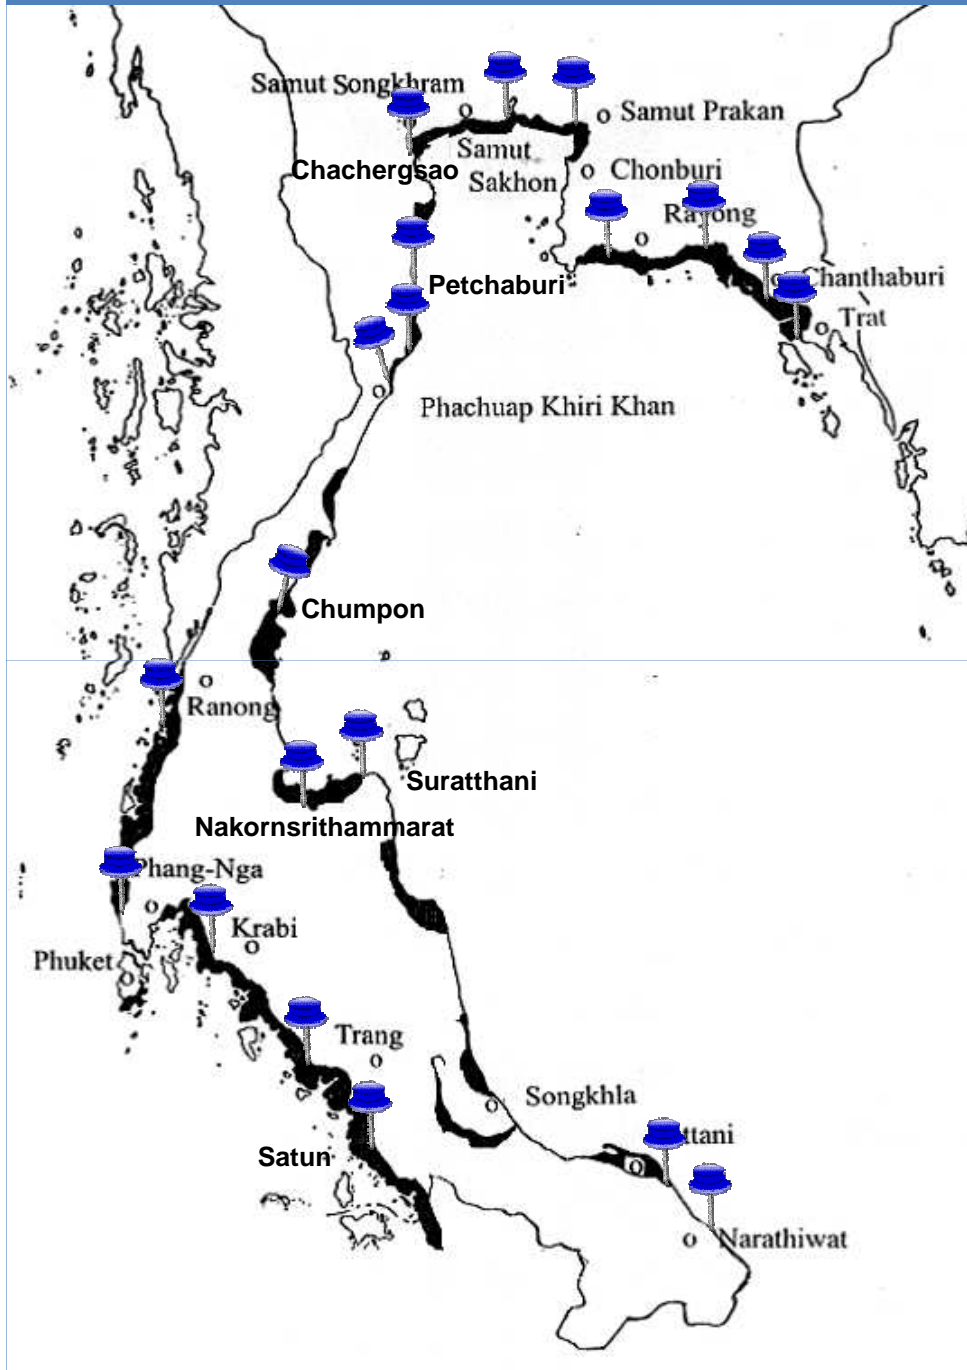 Samut Songkhram
Samut Prakan
Samut
Sakhon
Chachergsao
Chonburi
Rayong
Chanthaburi
Petchaburi
Trat
Phachuap Khiri Khan
Chumpon
Ranong
Suratthani
Nakornsrithammarat
Phang-Nga
Krabi
Phuket
Trang
Songkhla
ttani
Satun
Narathiwat